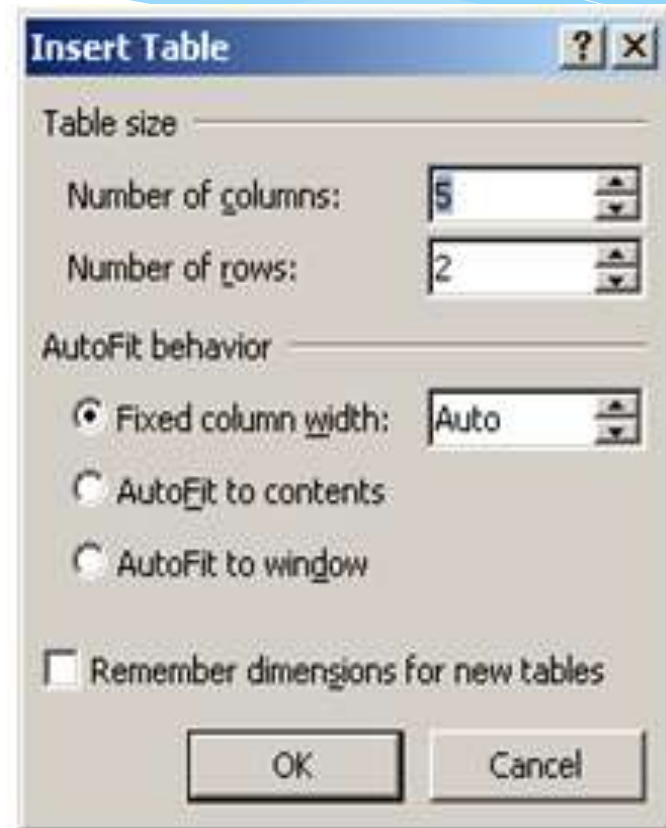 Insert Table
Table size
Number of columns: 5
Number of rows: 2
AutoFit behavior
Fixed column width: Auto
AutoFit to contents
AutoFit to window
Remember dimensions for new tables
OK Cancel